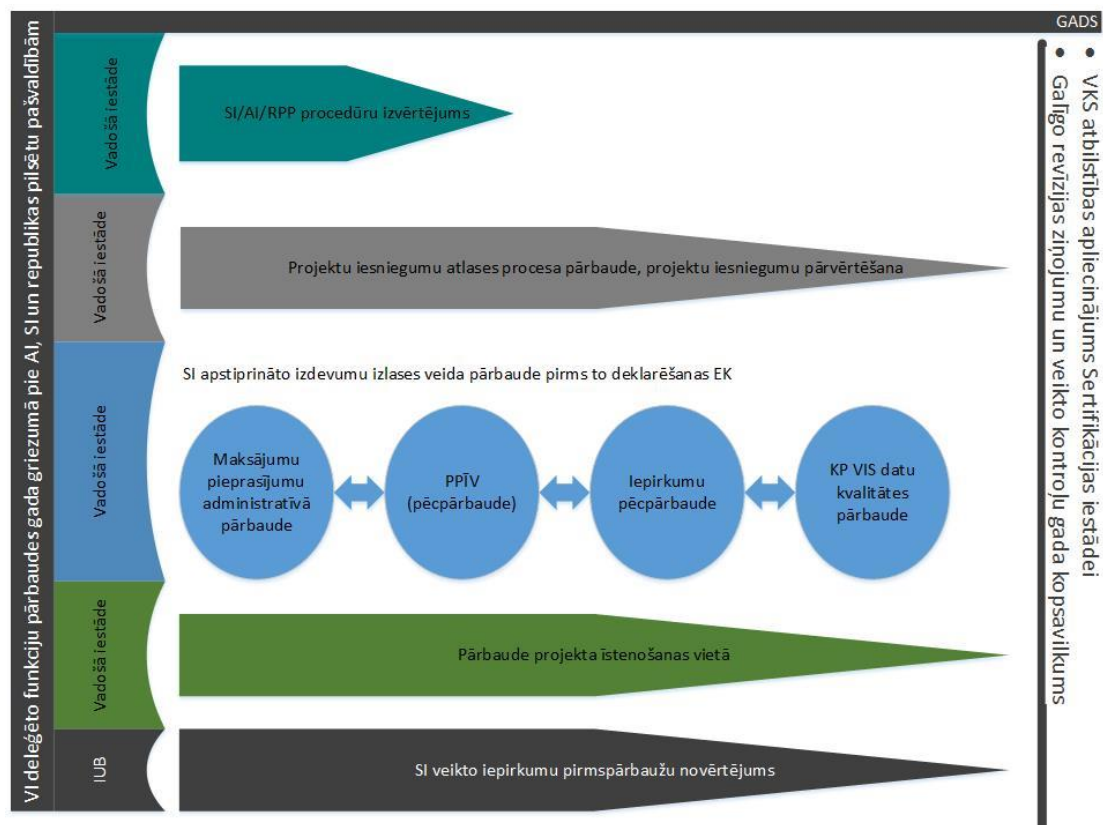 GADS
VI deleģēto funkciju pārbaudes gada griezumā pie AI, SI un republikas pilsētu pašvaldībām
Vadošā iestāde
SI/AI/RPP procedūru izvērtējums
Vadošā iestāde
Projektu iesniegumu atlases procesa pārbaude, projektu iesniegumu pārvērtēšana
Vadošā iestāde
SI apstiprināto izdevumu izlases veida pārbaude pirms to deklarēšanas EK
Maksājumu
pieprasījumu
administratīvā
pārbaude
PPĪV
(pēcpārbaude)
Iepirkumu
pēcpārbaude
KP VIS datu
kvalitātes
pārbaude
Vadošā iestāde
Pārbaude projekta īstenošanas vietā
IUB
SI veikto iepirkumu pirmspārbaužu novērtējums
• VKS atbilstības apliecinājums Sertifikācijas iestādei
• Galīgo revīzijas ziņojumu un veikto kontroļu gada kopsavilkums